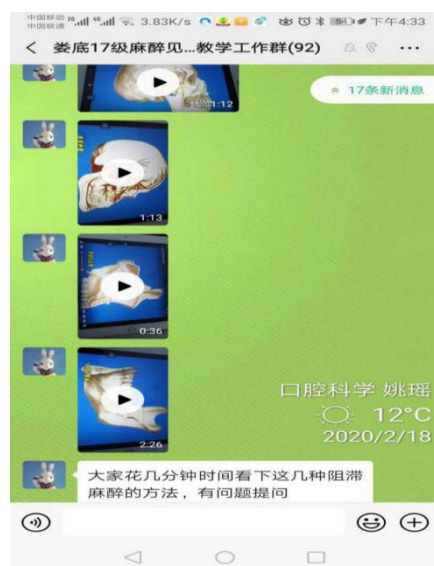 中国移动 26 46 3.83K/s 下午4:33
中国联通
娄底17级麻醉见...教学工作群(92)
1:12
17条新消息
1:13
0:36
2:26
口腔科学 姚瑶
12°C
2020/2/18
大家花几分钟时间看下这几种阻滞
麻醉的方法，有问题提问